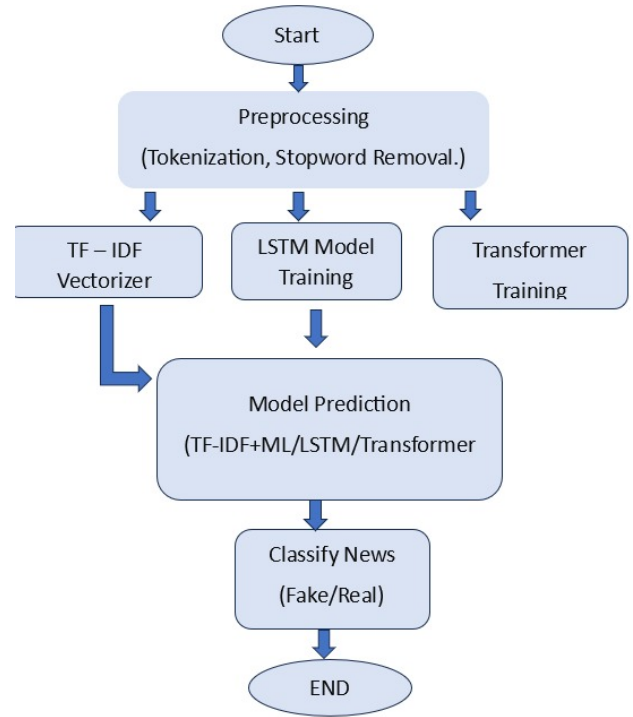 Start
Preprocessing
(Tokenization, Stopword Removal.)
TF – IDF
Vectorizer
LSTM Model
Training
Transformer
Training
Model Prediction
(TF-IDF+ML/LSTM/Transformer
Classify News
(Fake/Real)
END